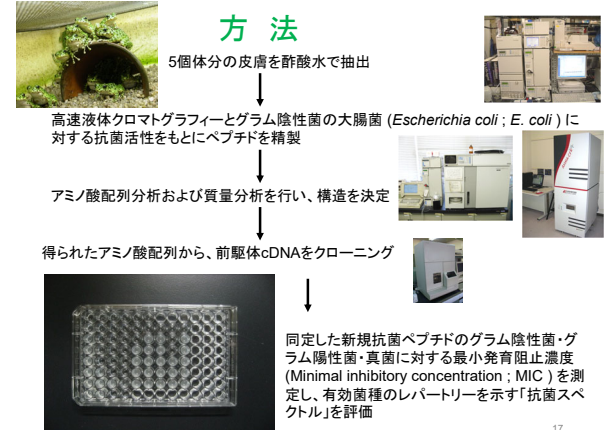 方 法
5個体分の皮膚を酢酸水で抽出
高速液体クロマトグラフィーとグラム陰性菌の大腸菌 (Escherichia coli ; E. coli ) に
対する抗菌活性をもとにペプチドを精製
アミノ酸配列分析および質量分析を行い、構造を決定
得られたアミノ酸配列から、前駆体cDNAをクローニング
同定した新規抗菌ペプチドのグラム陰性菌・グ
ラム陽性菌・真菌に対する最小発育阻止濃度
(Minimal inhibitory concentration ; MIC ) を測
定し、有効菌種のレパートリーを示す「抗菌スペ
クトル」を評価
17